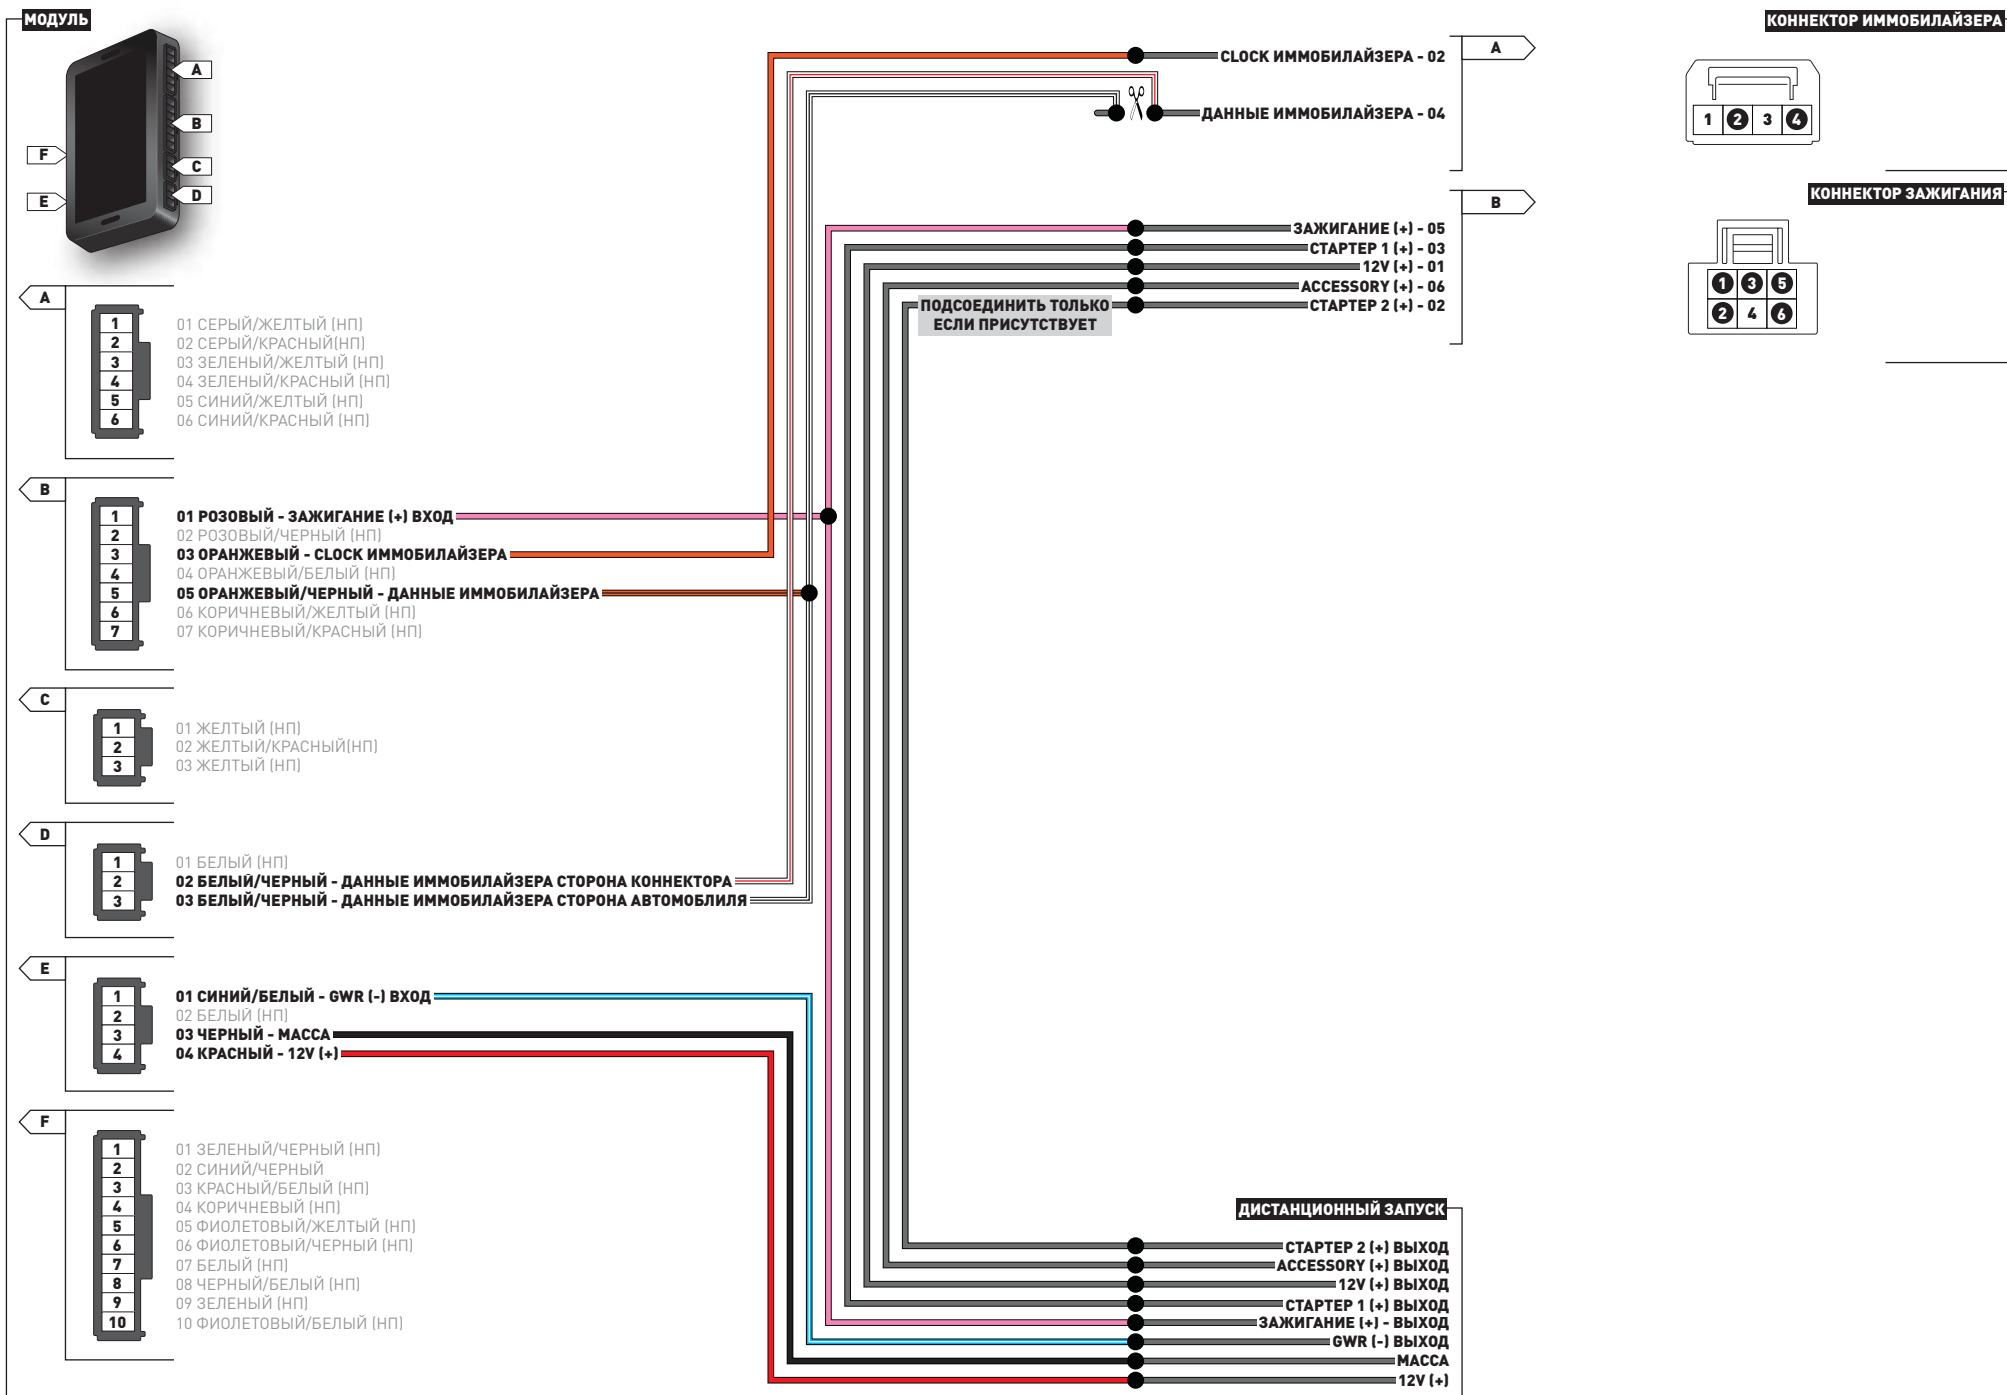 МОДУЛЬ
A
B
C
D
F
E
A
1
2
3
4
5
6
01 СЕРЫЙ/ЖЕЛТЫЙ (НП)
02 СЕРЫЙ/КРАСНЫЙ(НП)
03 ЗЕЛЕНЫЙ/ЖЕЛТЫЙ (НП)
04 ЗЕЛЕНЫЙ/КРАСНЫЙ (НП)
05 СИНИЙ/ЖЕЛТЫЙ (НП)
06 СИНИЙ/КРАСНЫЙ (НП)
B
1
2
3
4
5
6
7
01 РОЗОВЫЙ - ЗАЖИГАНИЕ (+) ВХОД
02 РОЗОВЫЙ/ЧЕРНЫЙ (НП)
03 ОРАНЖЕВЫЙ - CLOCK ИММОБИЛАЙЗЕРА
04 ОРАНЖЕВЫЙ/БЕЛЫЙ (НП)
05 ОРАНЖЕВЫЙ/ЧЕРНЫЙ - ДАННЫЕ ИММОБИЛАЙЗЕРА
06 КОРИЧНЕВЫЙ/ЖЕЛТЫЙ (НП)
07 КОРИЧНЕВЫЙ/КРАСНЫЙ (НП)
C
1
2
3
01 ЖЕЛТЫЙ (НП)
02 ЖЕЛТЫЙ/КРАСНЫЙ(НП)
03 ЖЕЛТЫЙ (НП)
D
1
2
3
01 БЕЛЫЙ (НП)
02 БЕЛЫЙ/ЧЕРНЫЙ - ДАННЫЕ ИММОБИЛАЙЗЕРА СТОРОНА КОННЕКТОРА
03 БЕЛЫЙ/ЧЕРНЫЙ - ДАННЫЕ ИММОБИЛАЙЗЕРА СТОРОНА АВТОМОБЛИЛЯ
E
1
2
3
4
01 СИНИЙ/БЕЛЫЙ - GWR (-) ВХОД
02 БЕЛЫЙ (НП)
03 ЧЕРНЫЙ - МАССА
04 КРАСНЫЙ - 12V (+)
F
1
2
3
4
5
6
7
8
9
10
01 ЗЕЛЕНЫЙ/ЧЕРНЫЙ (НП)
02 СИНИЙ/ЧЕРНЫЙ
03 КРАСНЫЙ/БЕЛЫЙ (НП)
04 КОРИЧНЕВЫЙ (НП)
05 ФИОЛЕТОВЫЙ/ЖЕЛТЫЙ (НП)
06 ФИОЛЕТОВЫЙ/ЧЕРНЫЙ (НП)
07 БЕЛЫЙ (НП)
08 ЧЕРНЫЙ/БЕЛЫЙ (НП)
09 ЗЕЛЕНЫЙ (НП)
10 ФИОЛЕТОВЫЙ/БЕЛЫЙ (НП)
CLOCK ИММОБИЛАЙЗЕРА - 02
ДАННЫЕ ИММОБИЛАЙЗЕРА - 04
A
КОННЕКТОР ИММОБИЛАЙЗЕРА
1 2 3 4
ЗАЖИГАНИЕ (+) - 05
СТАРТЕР 1 (+) - 03
12V (+) - 01
ACCESSORY (+) - 06
СТАРТЕР 2 (+) - 02
ПОДСОЕДИНИТЬ ТОЛЬКО
ЕСЛИ ПРИСУТСТВУЕТ
B
КОННЕКТОР ЗАЖИГАНИЯ
1 3 5
2 4 6
ДИСТАНЦИОННЫЙ ЗАПУСК
СТАРТЕР 2 (+) ВЫХОД
ACCESSORY (+) ВЫХОД
12V (+) ВЫХОД
СТАРТЕР 1 (+) ВЫХОД
ЗАЖИГАНИЕ (+) - ВЫХОД
GWR (-) ВЫХОД
МАССА
12V (+)